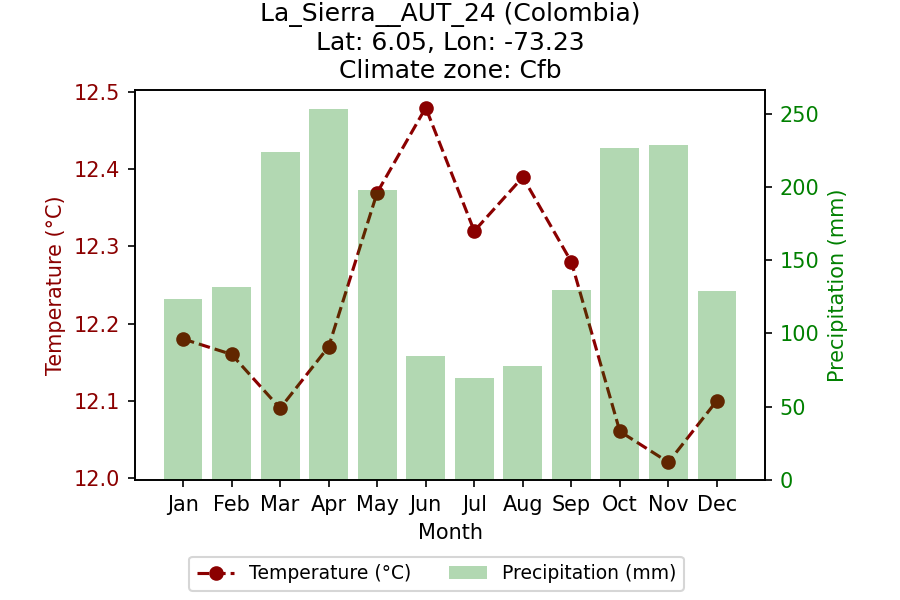 La_Sierra__AUT_24 (Colombia)
Lat: 6.05, Lon: -73.23
Climate zone: Cfb
12.5
12.4
12.3
12.2
12.1
12.0
Temperature (°C)
250
200
150
100
50
0
Precipitation (mm)
Jan Feb Mar Apr May Jun Jul Aug Sep Oct Nov Dec
Month
Temperature (°C) Precipitation (mm)